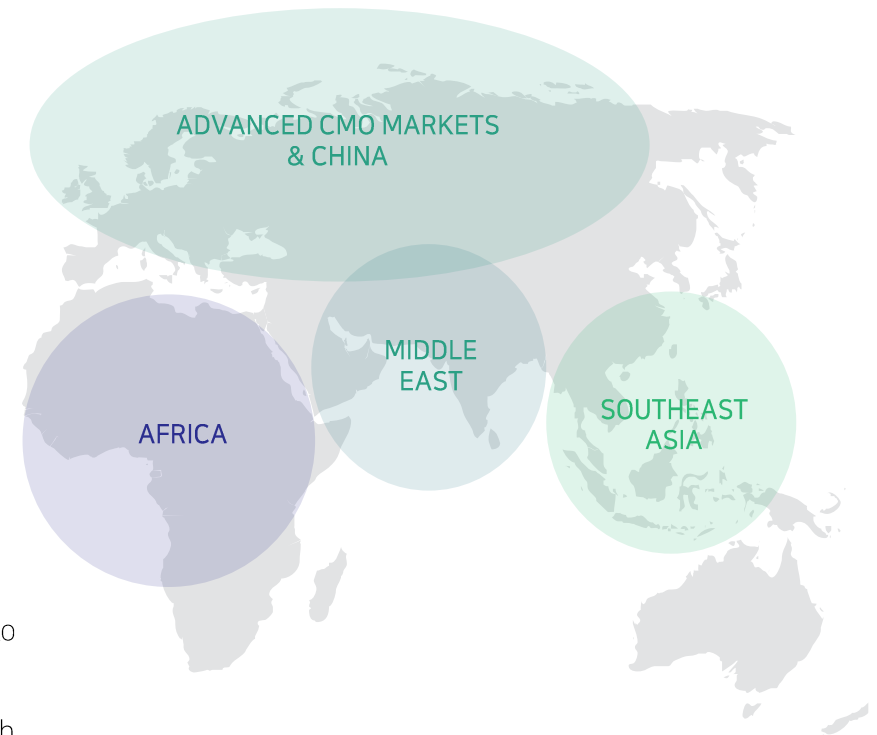 ADVANCED CMO MARKETS
& CHINA
MIDDLE
EAST
SOUTHEAST
ASIA
AFRICA
o
h